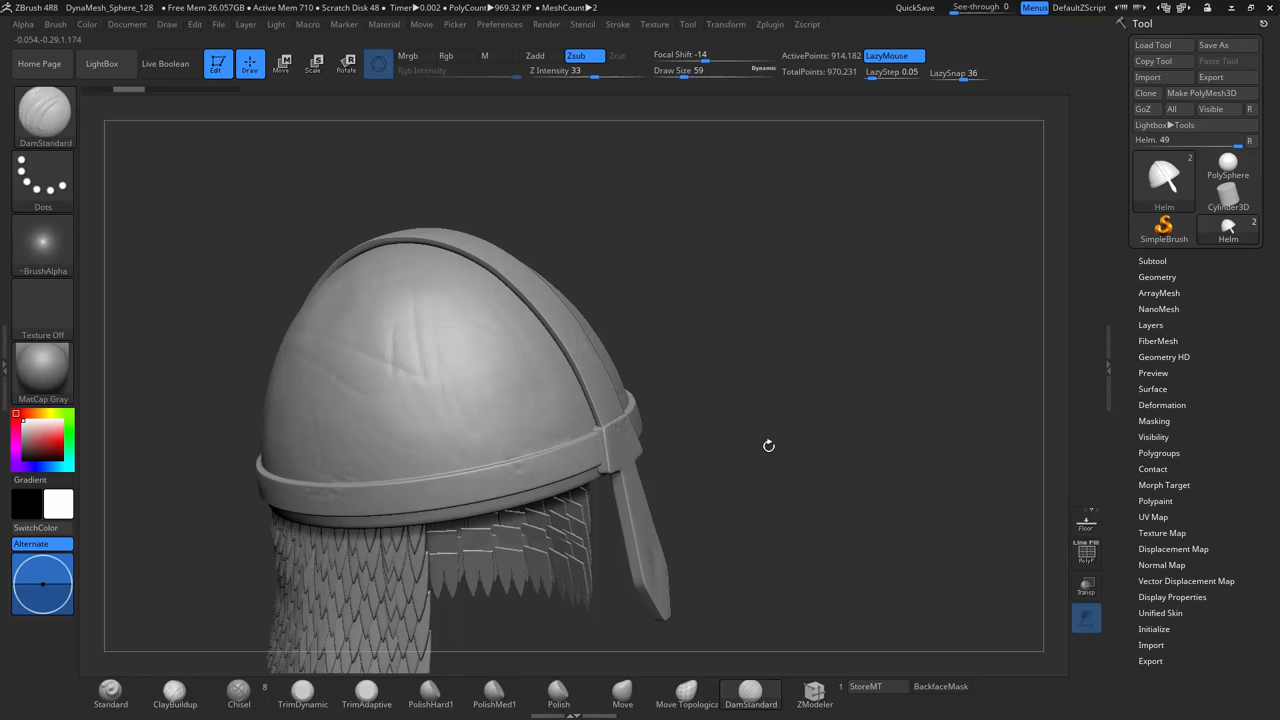 ZBrush 4R8 DynaMesh_Sphere_128 • Free Mem 26.057GB • Active Mem 710 • Scratch Disk 48 • Timer▶0.002 • PolyCount▶969.32 KP • MeshCount▶2 QuickSave See-through 0 Menus DefaultZScript
Alpha Brush Color Document Draw Edit File Layer Light Macro Marker Material Movie Picker Preferences Render Stencil Stroke Texture Tool Transform Zplugin Zscript
-0.054,-0.29,1.174
Home Page LightBox Live Boolean Edit Draw Move Scale Rotate
Mrgb Rgb M Zadd Zsub Zcut Focal Shift -14 ActivePoints: 914,182 LazyMouse
Rgb Intensity Z Intensity 33 Draw Size 59 Dynamic TotalPoints: 970,231 LazyStep 0.05 LazySnap 36
DamStandard
Dots
~BrushAlpha
Texture Off
MatCap Gray
Gradient
SwitchColor
Alternate
Tool
Load Tool Save As
Copy Tool Paste Tool
Import Export
Clone Make PolyMesh3D
GoZ All Visible R
Lightbox▶Tools
Helm. 49 R
2
Helm PolySphere
Cylinder3D
SimpleBrush Helm 2
Subtool
Geometry
ArrayMesh
NanoMesh
Layers
FiberMesh
Geometry HD
Preview
Surface
Deformation
Masking
Visibility
Polygroups
Contact
Morph Target
Polypaint
UV Map
Texture Map
Displacement Map
Normal Map
Vector Displacement Map
Display Properties
Unified Skin
Initialize
Import
Export
Floor
Line Fill
PolyF
Transp
Standard ClayBuildup Chisel 8 TrimDynamic TrimAdaptive PolishHard1 PolishMed1 Polish Move Move Topologica DamStandard ZModeler 1 StoreMT BackfaceMask